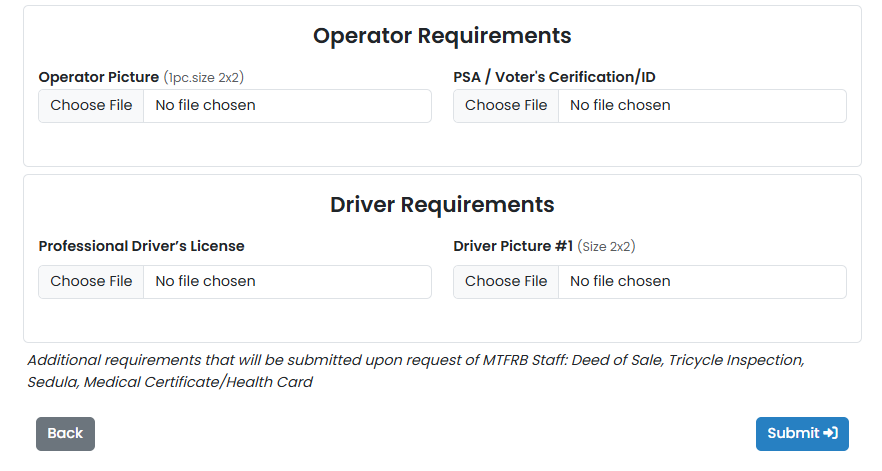 Operator Requirements
Operator Picture (1pc.size 2x2)
PSA / Voter's Cerification/ID
Choose File No file chosen
Choose File No file chosen
Driver Requirements
Professional Driver’s License
Driver Picture #1 (Size 2x2)
Choose File No file chosen
Choose File No file chosen
Additional requirements that will be submitted upon request of MTFRB Staff: Deed of Sale, Tricycle Inspection,
Sedula, Medical Certificate/Health Card
Back
Submit